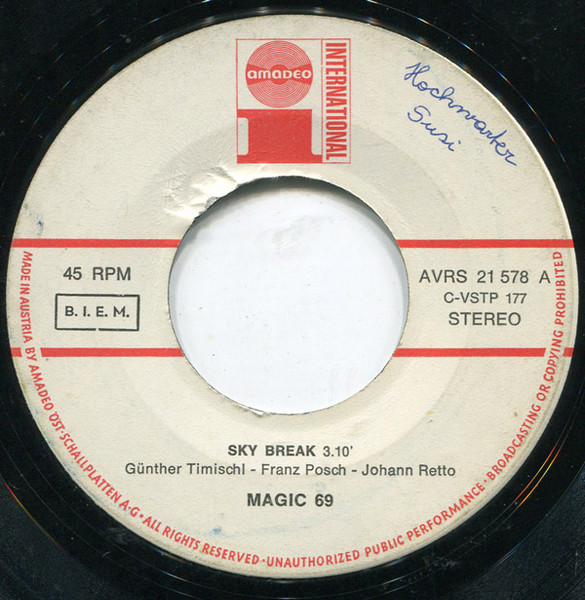 amadeo
INTERNATIONAL
Hochwarter
Susi
45 RPM
B. I. E. M.
AVRS 21 578 A
C-VSTP 177
STEREO
SKY BREAK 3.10'
Günther Timischl - Franz Posch - Johann Retto
MAGIC 69
MADE IN AUSTRIA BY AMADEO ÖST. SCHALLPLATTEN A·G · ALL RIGHTS RESERVED · UNAUTHORIZED PUBLIC PERFORMANCE · BROADCASTING OR COPYING PROHIBITED